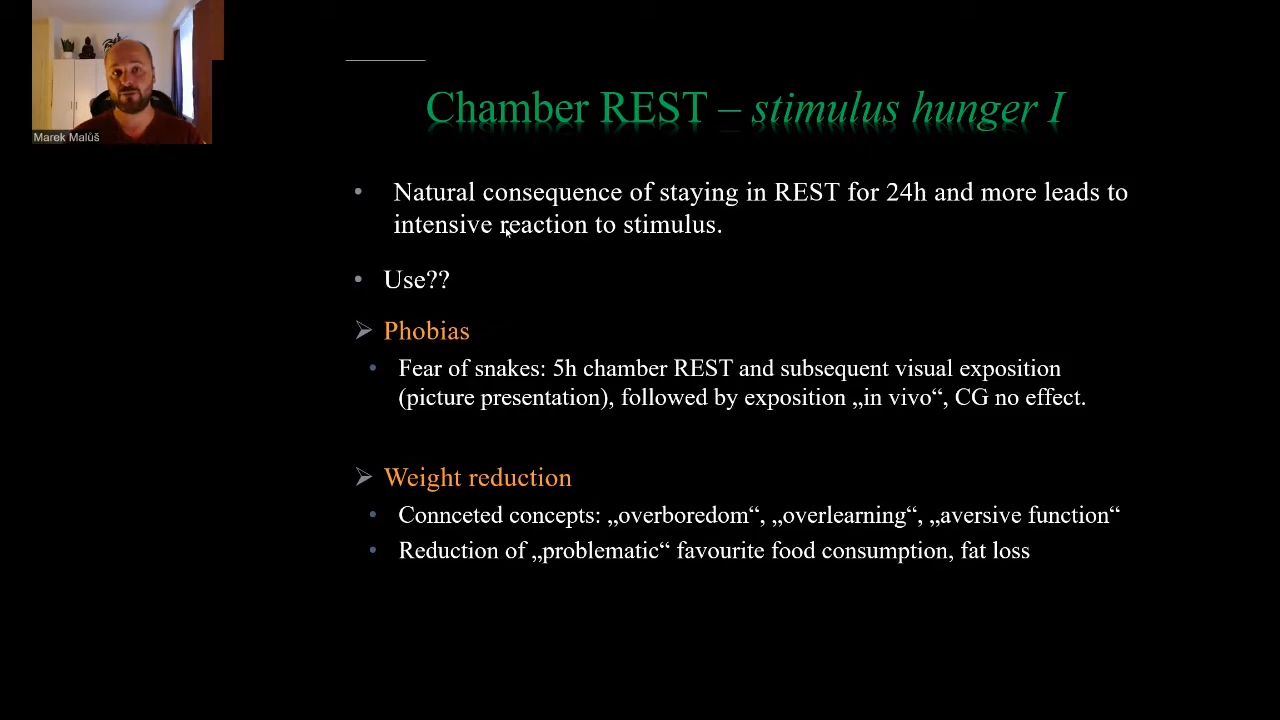 Marek Malůš
Chamber REST – stimulus hunger I
• Natural consequence of staying in REST for 24h and more leads to
intensive reaction to stimulus.
• Use??
➢ Phobias
• Fear of snakes: 5h chamber REST and subsequent visual exposition
(picture presentation), followed by exposition „in vivo“, CG no effect.
➢ Weight reduction
• Connceted concepts: „overboredom“, „overlearning“, „aversive function“
• Reduction of „problematic“ favourite food consumption, fat loss